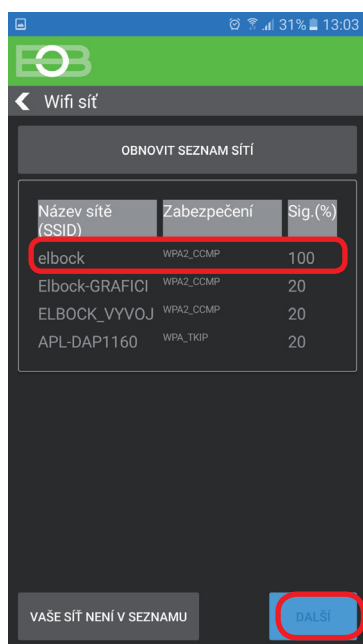 31% 13:03
EOB
Wifi síť
OBNOVIT SEZNAM SÍTÍ
Název sítě (SSID) Zabezpečení Sig.(%)
elbock WPA2_CCMP 100
Elbock-GRAFICI WPA2_CCMP 20
ELBOCK_VYVOJ WPA2_CCMP 20
APL-DAP1160 WPA_TKIP 20
VAŠE SÍŤ NENÍ V SEZNAMU DALŠÍ